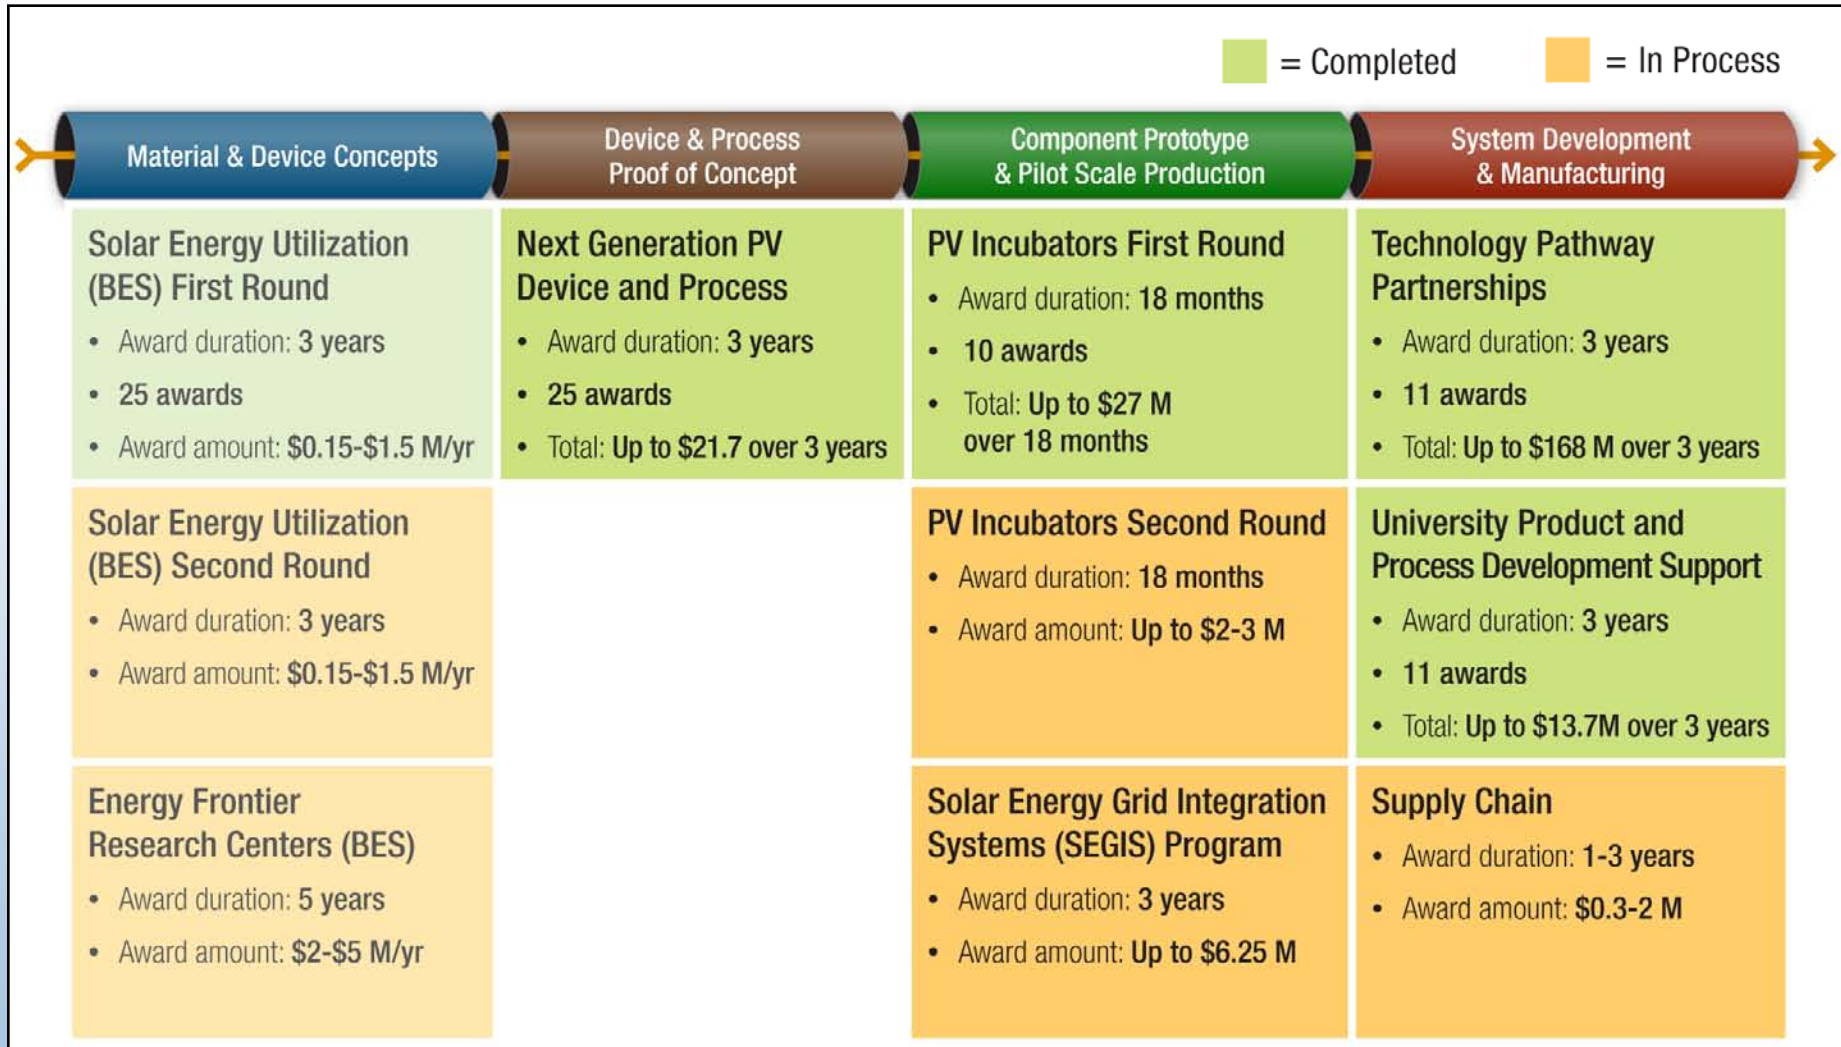 = Completed
= In Process
Material & Device Concepts
Device & Process
Proof of Concept
Component Prototype
& Pilot Scale Production
System Development
& Manufacturing
Solar Energy Utilization
(BES) First Round
• Award duration: 3 years
• 25 awards
• Award amount: $0.15-$1.5 M/yr
Solar Energy Utilization
(BES) Second Round
• Award duration: 3 years
• Award amount: $0.15-$1.5 M/yr
Energy Frontier
Research Centers (BES)
• Award duration: 5 years
• Award amount: $2-$5 M/yr
Next Generation PV
Device and Process
• Award duration: 3 years
• 25 awards
• Total: Up to $21.7 over 3 years
PV Incubators First Round
• Award duration: 18 months
• 10 awards
• Total: Up to $27 M
over 18 months
PV Incubators Second Round
• Award duration: 18 months
• Award amount: Up to $2-3 M
Solar Energy Grid Integration
Systems (SEGIS) Program
• Award duration: 3 years
• Award amount: Up to $6.25 M
Technology Pathway
Partnerships
• Award duration: 3 years
• 11 awards
• Total: Up to $168 M over 3 years
University Product and
Process Development Support
• Award duration: 3 years
• 11 awards
• Total: Up to $13.7M over 3 years
Supply Chain
• Award duration: 1-3 years
• Award amount: $0.3-2 M